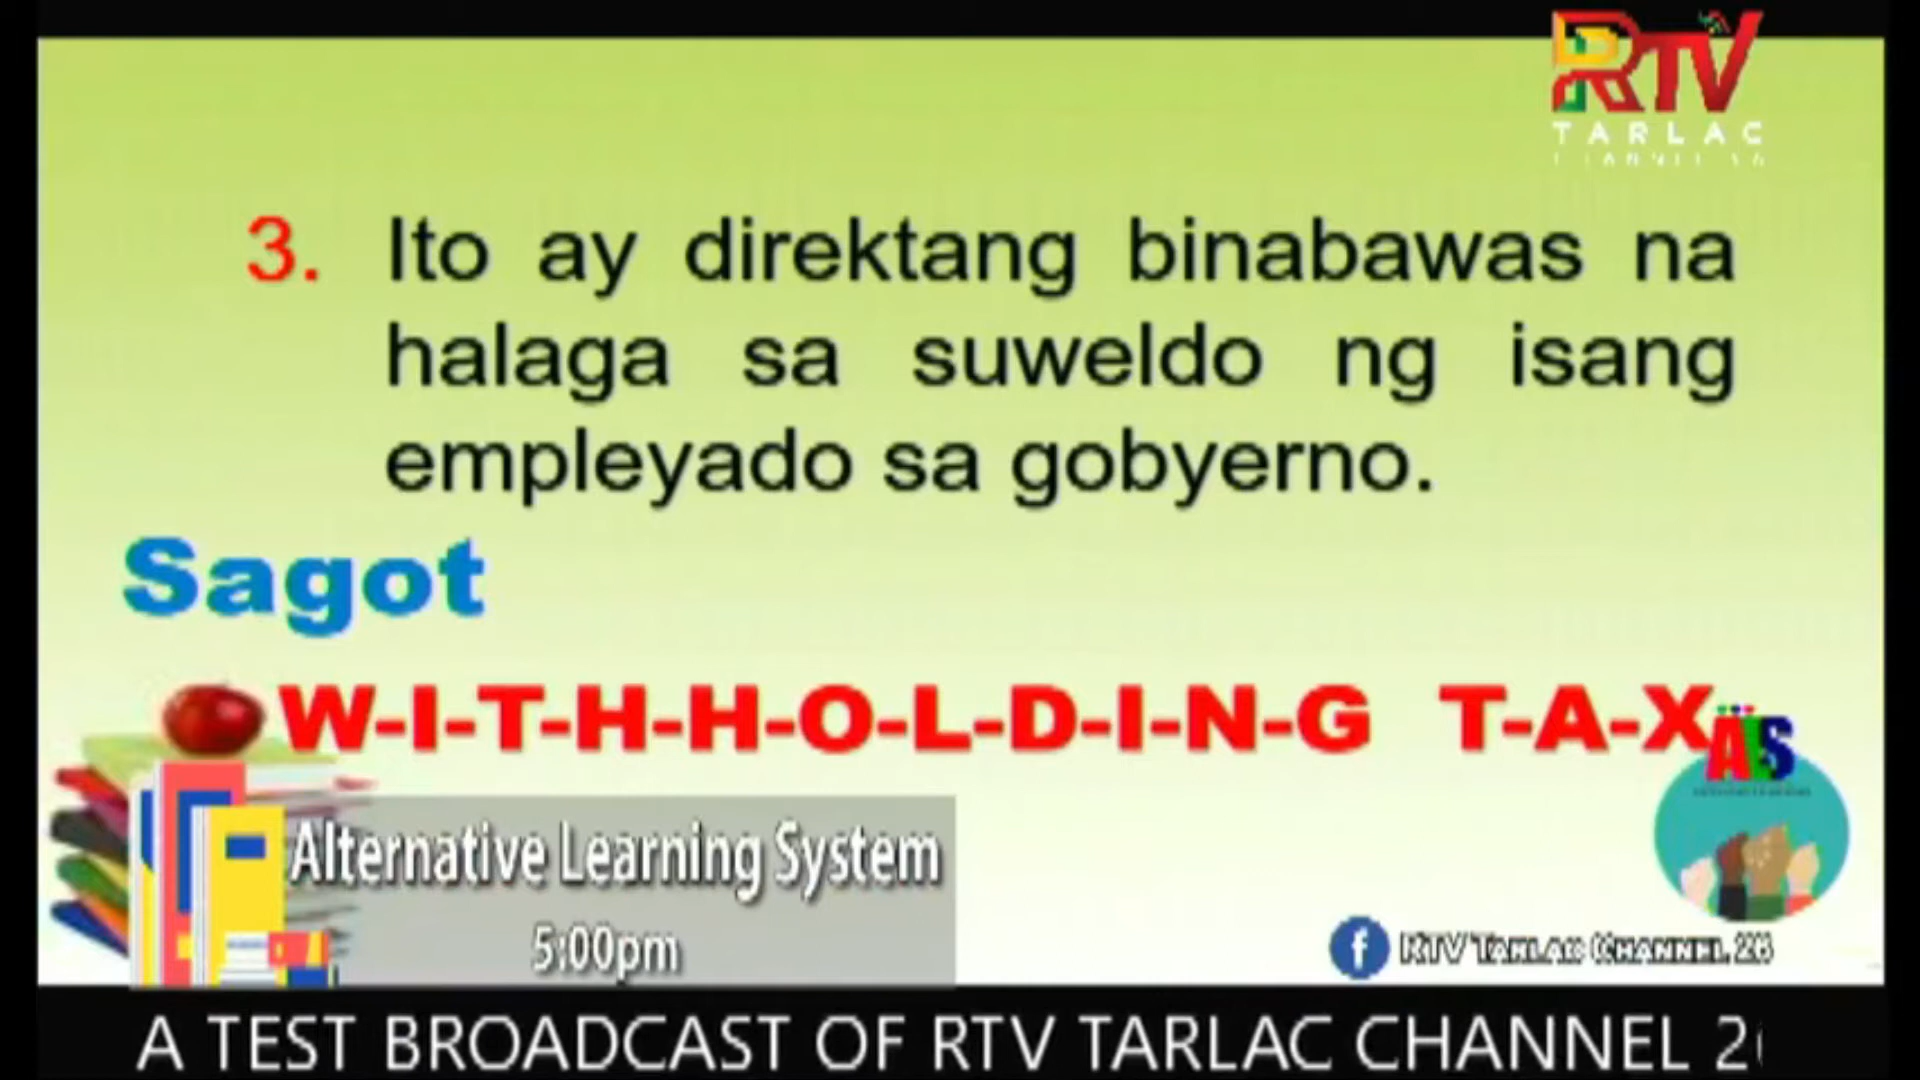 RTV
TARLAC
3. Ito ay direktang binabawas na
halaga sa suweldo ng isang
empleyado sa gobyerno.
Sagot
W-I-T-H-H-O-L-D-I-N-G T-A-X
ALS
Alternative Learning System
5:00pm
f RTV TARLAC CHANNEL 26
A TEST BROADCAST OF RTV TARLAC CHANNEL 2